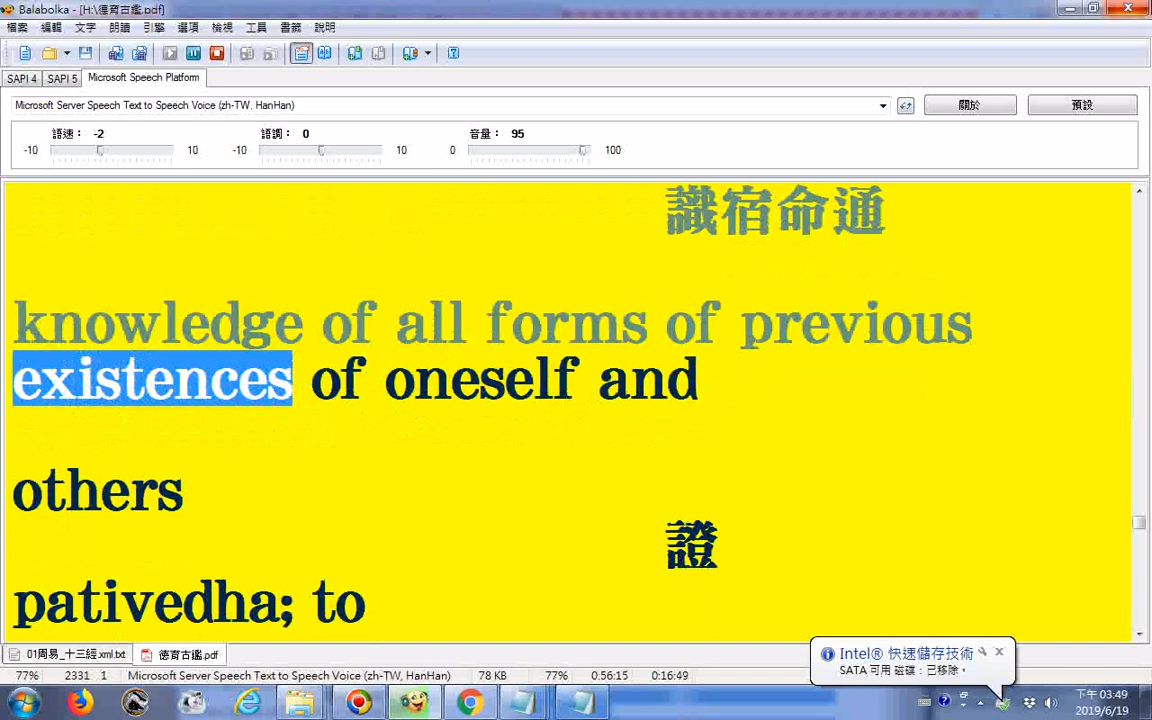 Balabolka - [H:\德育古鑑.pdf]
檔案 編輯 文字 朗讀 引擎 選項 檢視 工具 書籤 說明
SAPI 4 SAPI 5 Microsoft Speech Platform
Microsoft Server Speech Text to Speech Voice (zh-TW, HanHan) 關於 預設
語速： -2 語調： 0 音量： 95
-10 10 -10 10 0 100
識宿命通
knowledge of all forms of previous
existences of oneself and
others
證
pativedha; to
01周易_十三經.xml.txt 德育古鑑.pdf
Intel® 快速儲存技術
SATA 可用 磁碟：已移除。
77% 2331 1 Microsoft Server Speech Text to Speech Voice (zh-TW, HanHan) 78 KB 77% 0:56:15 0:16:49
下午 03:49
2019/6/19